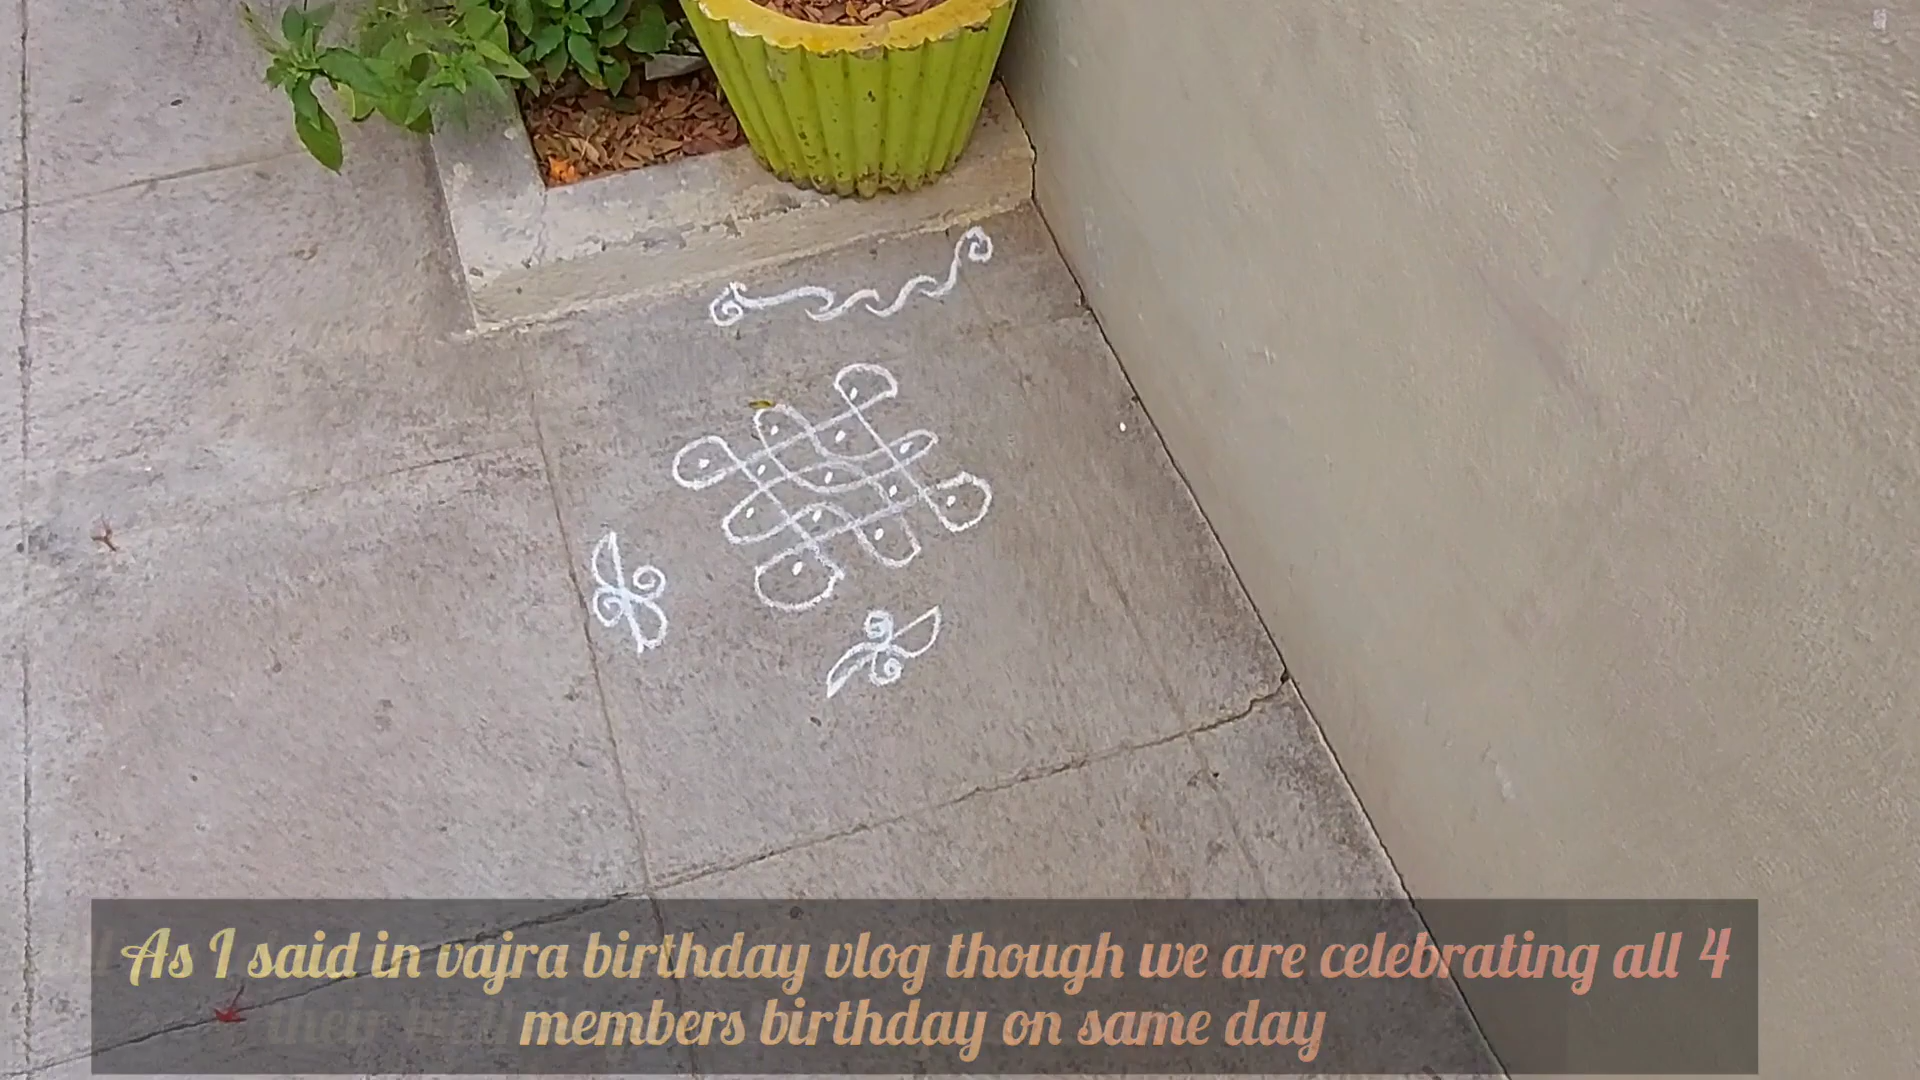 As I said in vajra birthday vlog though we are celebrating all 4
members birthday on same day